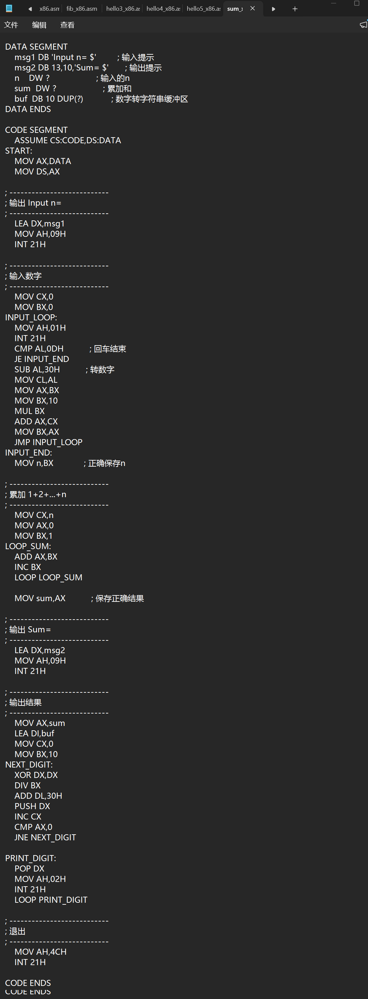 x86.asm fib_x86.asm hello3_x86.as hello4_x86.as hello5_x86.as sum_
文件 编辑 查看
DATA SEGMENT
    msg1 DB 'Input n= $'         ; 输入提示
    msg2 DB 13,10,'Sum= $'       ; 输出提示
    n    DW ?                    ; 输入的n
    sum  DW ?                    ; 累加和
    buf  DB 10 DUP(?)            ; 数字转字符串缓冲区
DATA ENDS

CODE SEGMENT
    ASSUME CS:CODE,DS:DATA
START:
    MOV AX,DATA
    MOV DS,AX

; ---------------------------
; 输出 Input n=
; ---------------------------
    LEA DX,msg1
    MOV AH,09H
    INT 21H

; ---------------------------
; 输入数字
; ---------------------------
    MOV CX,0
    MOV BX,0
INPUT_LOOP:
    MOV AH,01H
    INT 21H
    CMP AL,0DH           ; 回车结束
    JE INPUT_END
    SUB AL,30H           ; 转数字
    MOV CL,AL
    MOV AX,BX
    MOV BX,10
    MUL BX
    ADD AX,CX
    MOV BX,AX
    JMP INPUT_LOOP
INPUT_END:
    MOV n,BX             ; 正确保存n

; ---------------------------
; 累加 1+2+...+n
; ---------------------------
    MOV CX,n
    MOV AX,0
    MOV BX,1
LOOP_SUM:
    ADD AX,BX
    INC BX
    LOOP LOOP_SUM

    MOV sum,AX           ; 保存正确结果

; ---------------------------
; 输出 Sum=
; ---------------------------
    LEA DX,msg2
    MOV AH,09H
    INT 21H

; ---------------------------
; 输出结果
; ---------------------------
    MOV AX,sum
    LEA DI,buf
    MOV CX,0
    MOV BX,10
NEXT_DIGIT:
    XOR DX,DX
    DIV BX
    ADD DL,30H
    PUSH DX
    INC CX
    CMP AX,0
    JNE NEXT_DIGIT

PRINT_DIGIT:
    POP DX
    MOV AH,02H
    INT 21H
    LOOP PRINT_DIGIT

; ---------------------------
; 退出
; ---------------------------
    MOV AH,4CH
    INT 21H

CODE ENDS
CODE ENDS